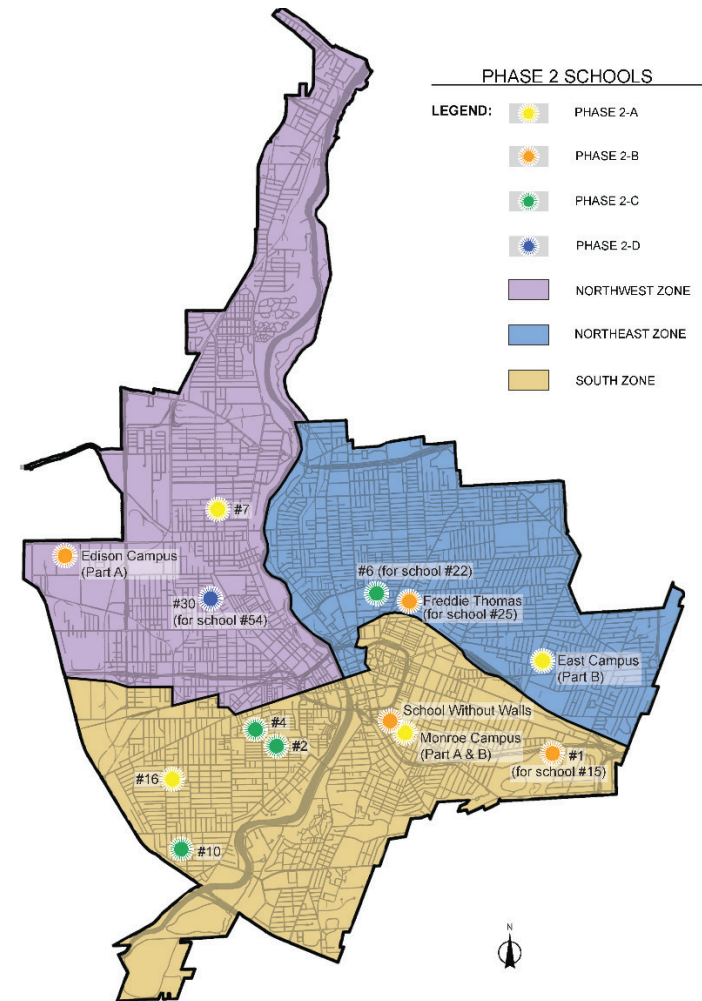 PHASE 2 SCHOOLS
LEGEND:
PHASE 2-A
PHASE 2-B
PHASE 2-C
PHASE 2-D
NORTHWEST ZONE
NORTHEAST ZONE
SOUTH ZONE
#7
Edison Campus
(Part A)
#6 (for school #22)
#30
(for school #54)
Freddie Thomas
(for school #25)
East Campus
(Part B)
School Without Walls
#4
Monroe Campus
(Part A & B)
#2
#1
(for school #15)
#16
#10
N